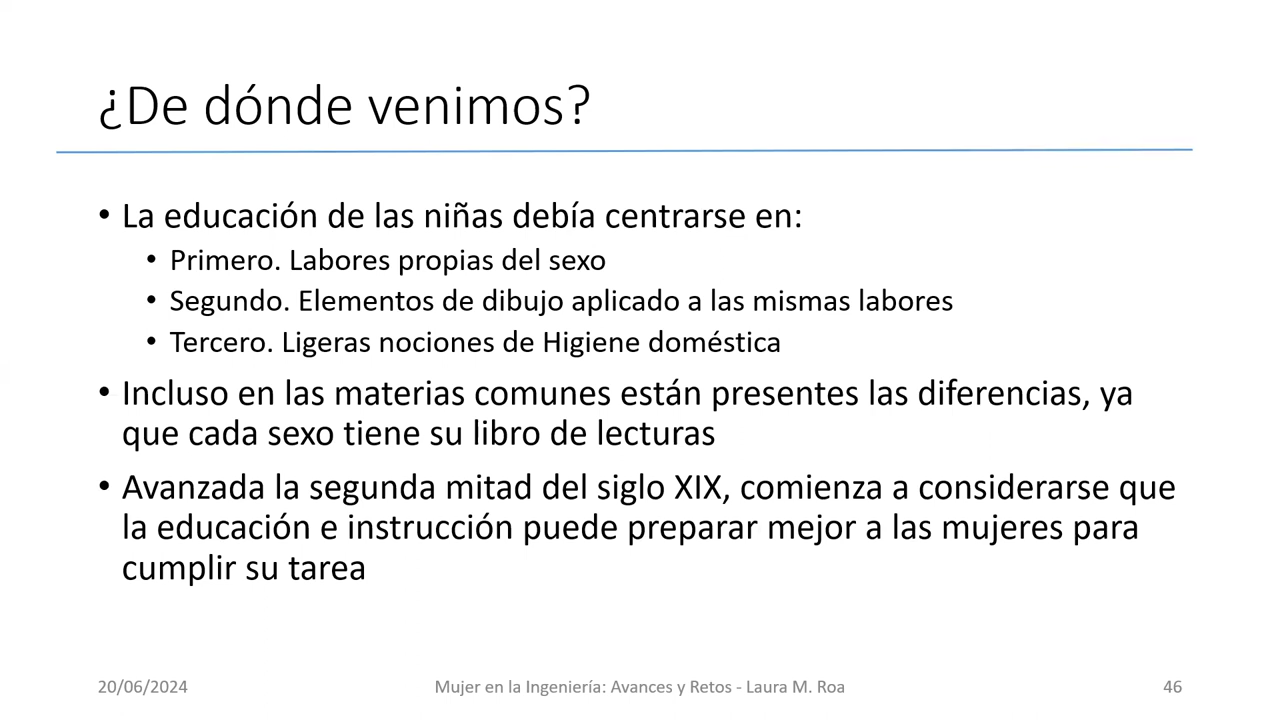 ¿De dónde venimos?
• La educación de las niñas debía centrarse en:
• Primero. Labores propias del sexo
• Segundo. Elementos de dibujo aplicado a las mismas labores
• Tercero. Ligeras nociones de Higiene doméstica
• Incluso en las materias comunes están presentes las diferencias, ya
que cada sexo tiene su libro de lecturas
• Avanzada la segunda mitad del siglo XIX, comienza a considerarse que
la educación e instrucción puede preparar mejor a las mujeres para
cumplir su tarea
20/06/2024
Mujer en la Ingeniería: Avances y Retos - Laura M. Roa
46